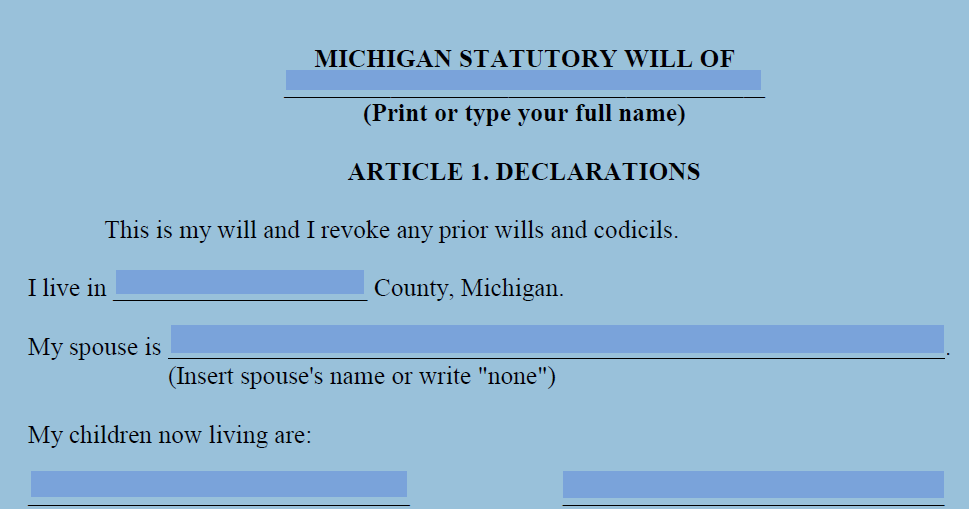 MICHIGAN STATUTORY WILL OF
(Print or type your full name)
ARTICLE 1. DECLARATIONS
This is my will and I revoke any prior wills and codicils.
I live in County, Michigan.
My spouse is .
(Insert spouse's name or write "none")
My children now living are: